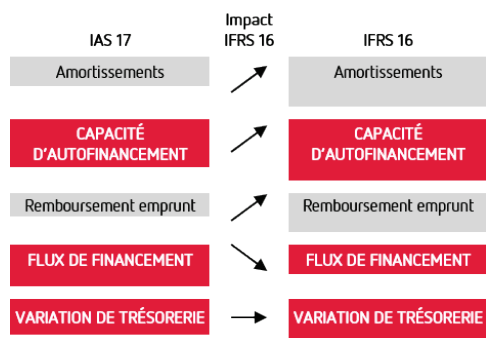 Impact
IAS 17 IFRS 16 IFRS 16
Amortissements Amortissements
CAPACITÉ CAPACITÉ
D'AUTOFINANCEMENT D'AUTOFINANCEMENT
Remboursement emprunt Remboursement emprunt
FLUX DE FINANCEMENT FLUX DE FINANCEMENT
VARIATION DE TRÉSORERIE VARIATION DE TRÉSORERIE